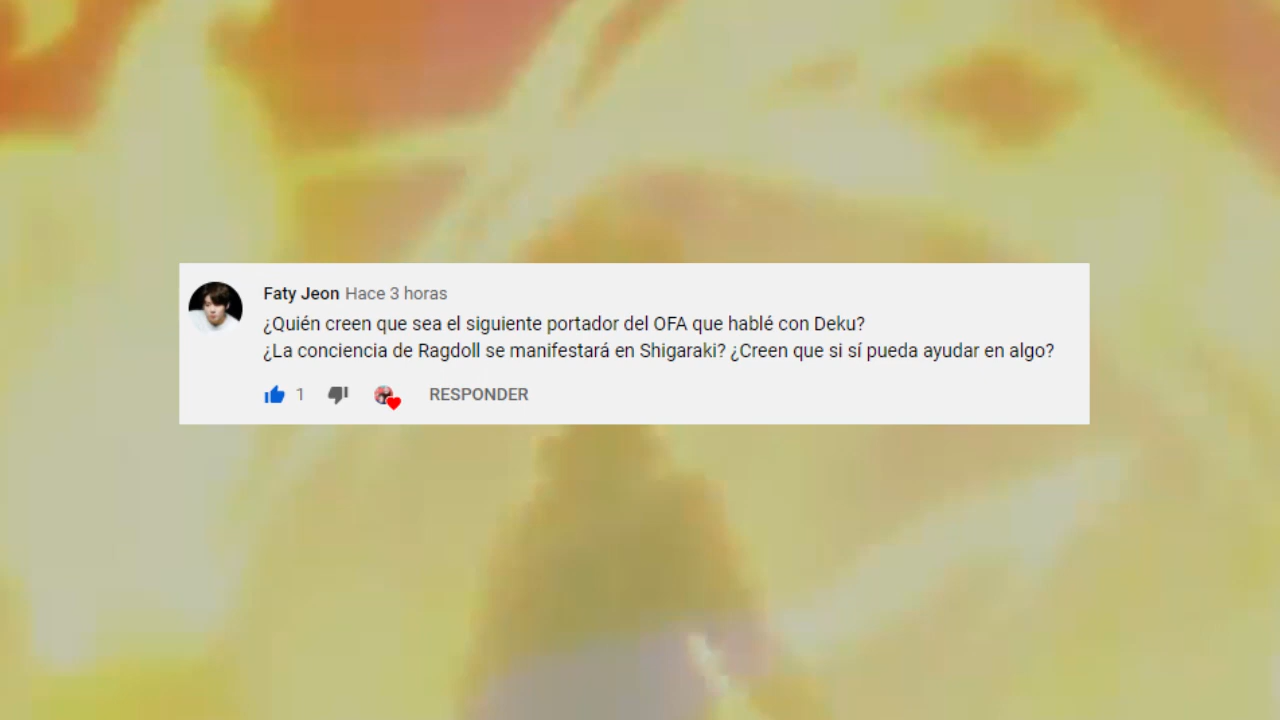 Faty Jeon Hace 3 horas
¿Quién creen que sea el siguiente portador del OFA que hablé con Deku?
¿La conciencia de Ragdoll se manifestará en Shigaraki? ¿Creen que si sí pueda ayudar en algo?
1 RESPONDER